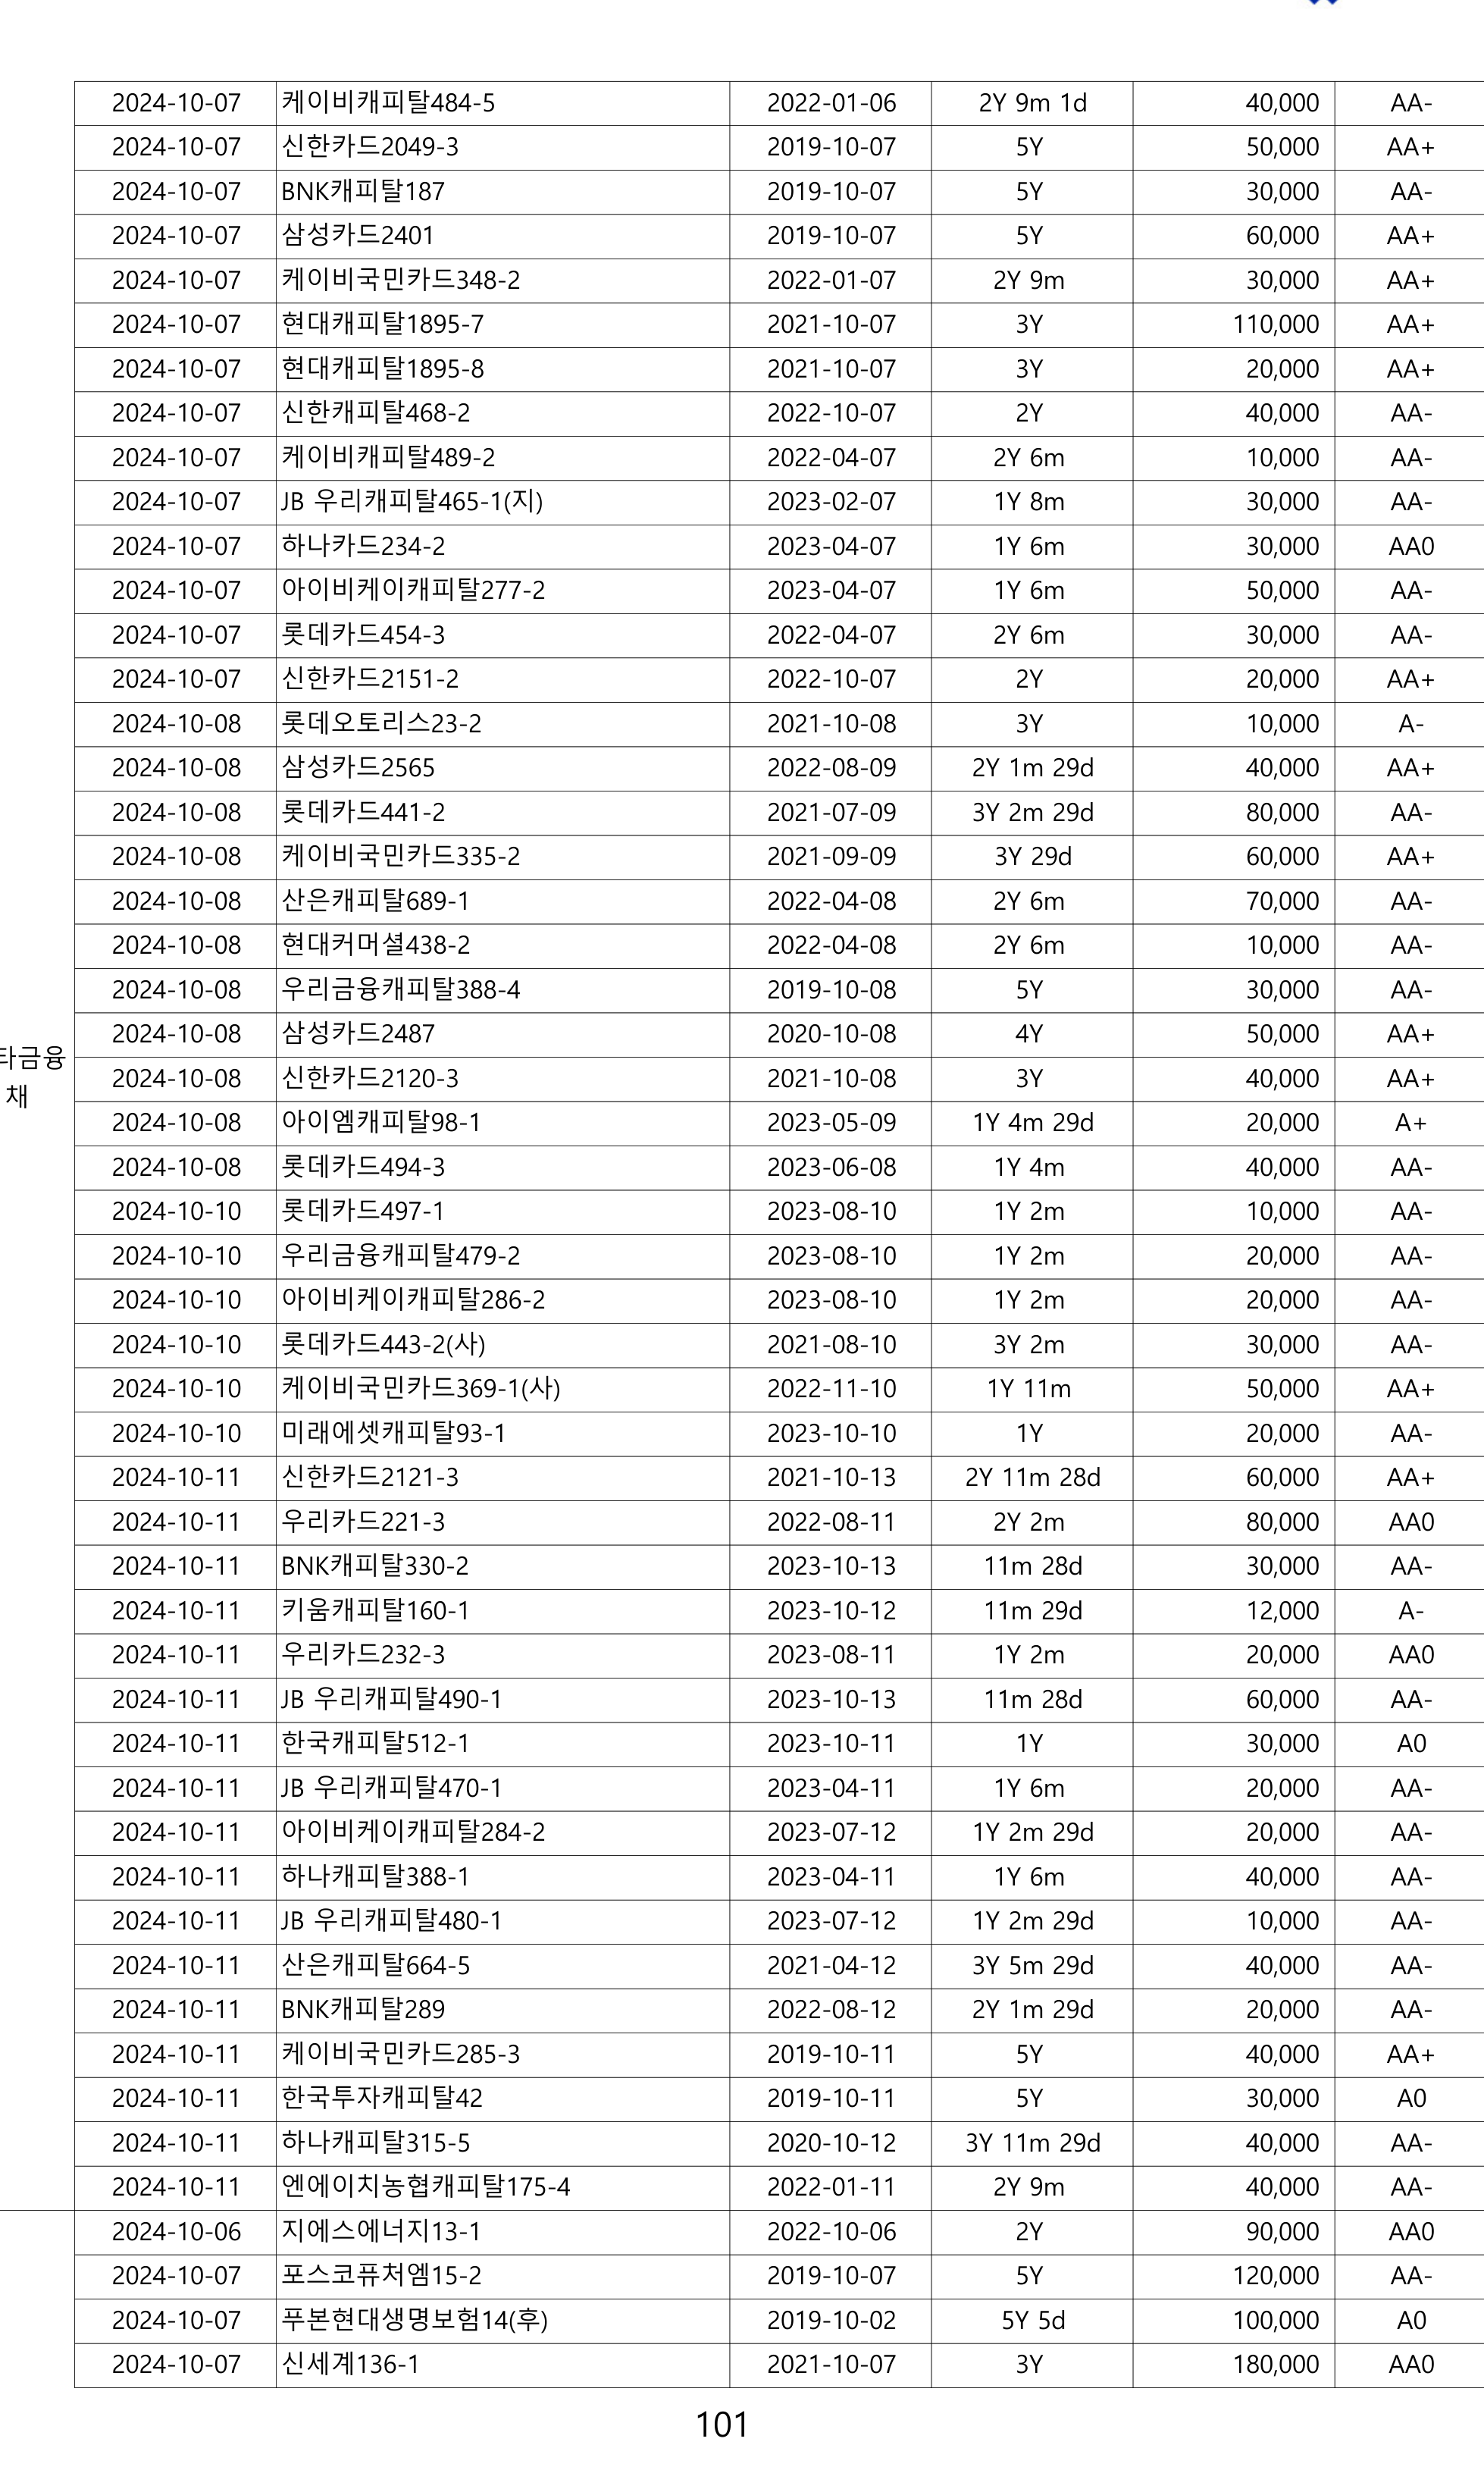 2024-10-07 케이비캐피탈484-5 2022-01-06 2Y 9m 1d 40,000 AA-
2024-10-07 신한카드2049-3 2019-10-07 5Y 50,000 AA+
2024-10-07 BNK캐피탈187 2019-10-07 5Y 30,000 AA-
2024-10-07 삼성카드2401 2019-10-07 5Y 60,000 AA+
2024-10-07 케이비국민카드348-2 2022-01-07 2Y 9m 30,000 AA+
2024-10-07 현대캐피탈1895-7 2021-10-07 3Y 110,000 AA+
2024-10-07 현대캐피탈1895-8 2021-10-07 3Y 20,000 AA+
2024-10-07 신한캐피탈468-2 2022-10-07 2Y 40,000 AA-
2024-10-07 케이비캐피탈489-2 2022-04-07 2Y 6m 10,000 AA-
2024-10-07 JB 우리캐피탈465-1(지) 2023-02-07 1Y 8m 30,000 AA-
2024-10-07 하나카드234-2 2023-04-07 1Y 6m 30,000 AA0
2024-10-07 아이비케이캐피탈277-2 2023-04-07 1Y 6m 50,000 AA-
2024-10-07 롯데카드454-3 2022-04-07 2Y 6m 30,000 AA-
2024-10-07 신한카드2151-2 2022-10-07 2Y 20,000 AA+
2024-10-08 롯데오토리스23-2 2021-10-08 3Y 10,000 A-
2024-10-08 삼성카드2565 2022-08-09 2Y 1m 29d 40,000 AA+
2024-10-08 롯데카드441-2 2021-07-09 3Y 2m 29d 80,000 AA-
2024-10-08 케이비국민카드335-2 2021-09-09 3Y 29d 60,000 AA+
2024-10-08 산은캐피탈689-1 2022-04-08 2Y 6m 70,000 AA-
2024-10-08 현대커머셜438-2 2022-04-08 2Y 6m 10,000 AA-
2024-10-08 우리금융캐피탈388-4 2019-10-08 5Y 30,000 AA-
2024-10-08 삼성카드2487 2020-10-08 4Y 50,000 AA+
타금융
채
2024-10-08 신한카드2120-3 2021-10-08 3Y 40,000 AA+
2024-10-08 아이엠캐피탈98-1 2023-05-09 1Y 4m 29d 20,000 A+
2024-10-08 롯데카드494-3 2023-06-08 1Y 4m 40,000 AA-
2024-10-10 롯데카드497-1 2023-08-10 1Y 2m 10,000 AA-
2024-10-10 우리금융캐피탈479-2 2023-08-10 1Y 2m 20,000 AA-
2024-10-10 아이비케이캐피탈286-2 2023-08-10 1Y 2m 20,000 AA-
2024-10-10 롯데카드443-2(사) 2021-08-10 3Y 2m 30,000 AA-
2024-10-10 케이비국민카드369-1(사) 2022-11-10 1Y 11m 50,000 AA+
2024-10-10 미래에셋캐피탈93-1 2023-10-10 1Y 20,000 AA-
2024-10-11 신한카드2121-3 2021-10-13 2Y 11m 28d 60,000 AA+
2024-10-11 우리카드221-3 2022-08-11 2Y 2m 80,000 AA0
2024-10-11 BNK캐피탈330-2 2023-10-13 11m 28d 30,000 AA-
2024-10-11 키움캐피탈160-1 2023-10-12 11m 29d 12,000 A-
2024-10-11 우리카드232-3 2023-08-11 1Y 2m 20,000 AA0
2024-10-11 JB 우리캐피탈490-1 2023-10-13 11m 28d 60,000 AA-
2024-10-11 한국캐피탈512-1 2023-10-11 1Y 30,000 A0
2024-10-11 JB 우리캐피탈470-1 2023-04-11 1Y 6m 20,000 AA-
2024-10-11 아이비케이캐피탈284-2 2023-07-12 1Y 2m 29d 20,000 AA-
2024-10-11 하나캐피탈388-1 2023-04-11 1Y 6m 40,000 AA-
2024-10-11 JB 우리캐피탈480-1 2023-07-12 1Y 2m 29d 10,000 AA-
2024-10-11 산은캐피탈664-5 2021-04-12 3Y 5m 29d 40,000 AA-
2024-10-11 BNK캐피탈289 2022-08-12 2Y 1m 29d 20,000 AA-
2024-10-11 케이비국민카드285-3 2019-10-11 5Y 40,000 AA+
2024-10-11 한국투자캐피탈42 2019-10-11 5Y 30,000 A0
2024-10-11 하나캐피탈315-5 2020-10-12 3Y 11m 29d 40,000 AA-
2024-10-11 엔에이치농협캐피탈175-4 2022-01-11 2Y 9m 40,000 AA-
2024-10-06 지에스에너지13-1 2022-10-06 2Y 90,000 AA0
2024-10-07 포스코퓨처엠15-2 2019-10-07 5Y 120,000 AA-
2024-10-07 푸본현대생명보험14(후) 2019-10-02 5Y 5d 100,000 A0
2024-10-07 신세계136-1 2021-10-07 3Y 180,000 AA0
101